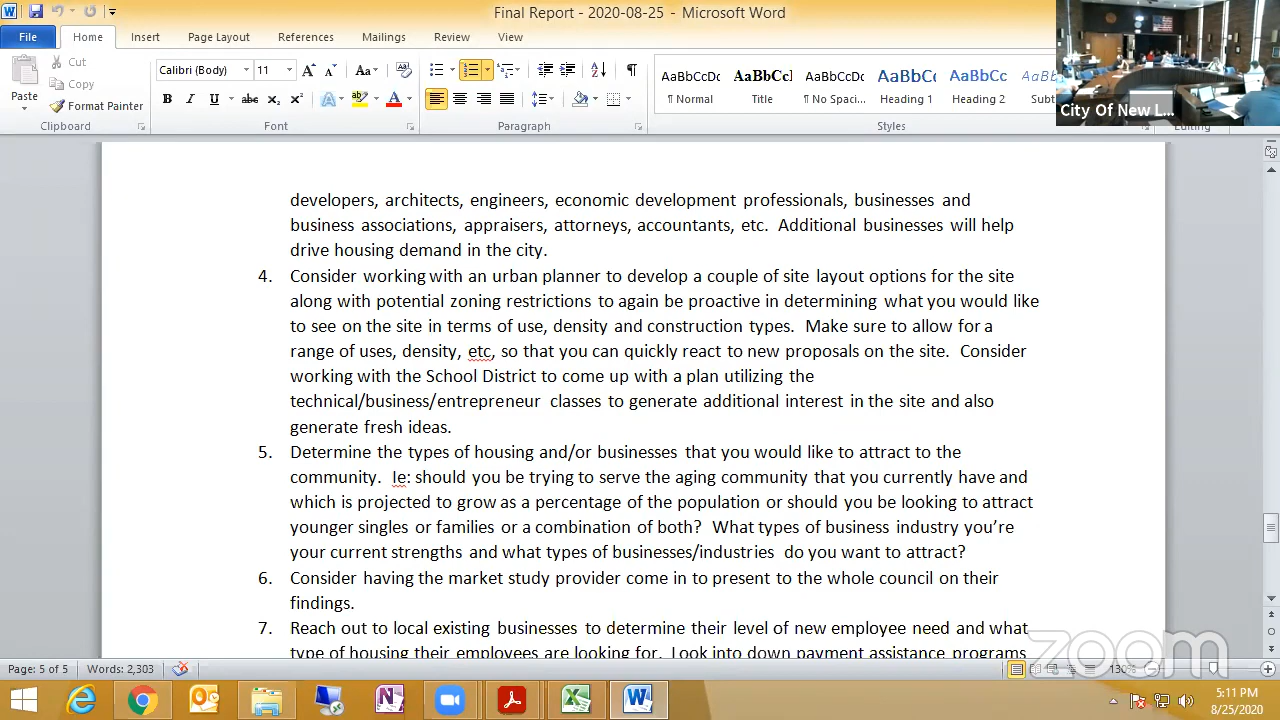 Final Report - 2020-08-25 - Microsoft Word
File Home Insert Page Layout References Mailings Review View
Cut
Copy
Format Painter
Paste
Calibri (Body) 11
AaBbCcDc AaBbCcl AaBbCcDc AaBbCc AaBbCc
¶ Normal Title ¶ No Spaci... Heading 1 Heading 2 Subt
Clipboard Font Paragraph Styles Editing
City Of New L...
developers, architects, engineers, economic development professionals, businesses and
business associations, appraisers, attorneys, accountants, etc. Additional businesses will help
drive housing demand in the city.
4. Consider working with an urban planner to develop a couple of site layout options for the site
along with potential zoning restrictions to again be proactive in determining what you would like
to see on the site in terms of use, density and construction types. Make sure to allow for a
range of uses, density, etc, so that you can quickly react to new proposals on the site. Consider
working with the School District to come up with a plan utilizing the
technical/business/entrepreneur classes to generate additional interest in the site and also
generate fresh ideas.
5. Determine the types of housing and/or businesses that you would like to attract to the
community. Ie: should you be trying to serve the aging community that you currently have and
which is projected to grow as a percentage of the population or should you be looking to attract
younger singles or families or a combination of both? What types of business industry you're
your current strengths and what types of businesses/industries do you want to attract?
6. Consider having the market study provider come in to present to the whole council on their
findings.
7. Reach out to local existing businesses to determine their level of new employee need and what
type of housing their employees are looking for. Look into down payment assistance programs
zoom
Page: 5 of 5 Words: 2,303 130%
5:11 PM
8/25/2020